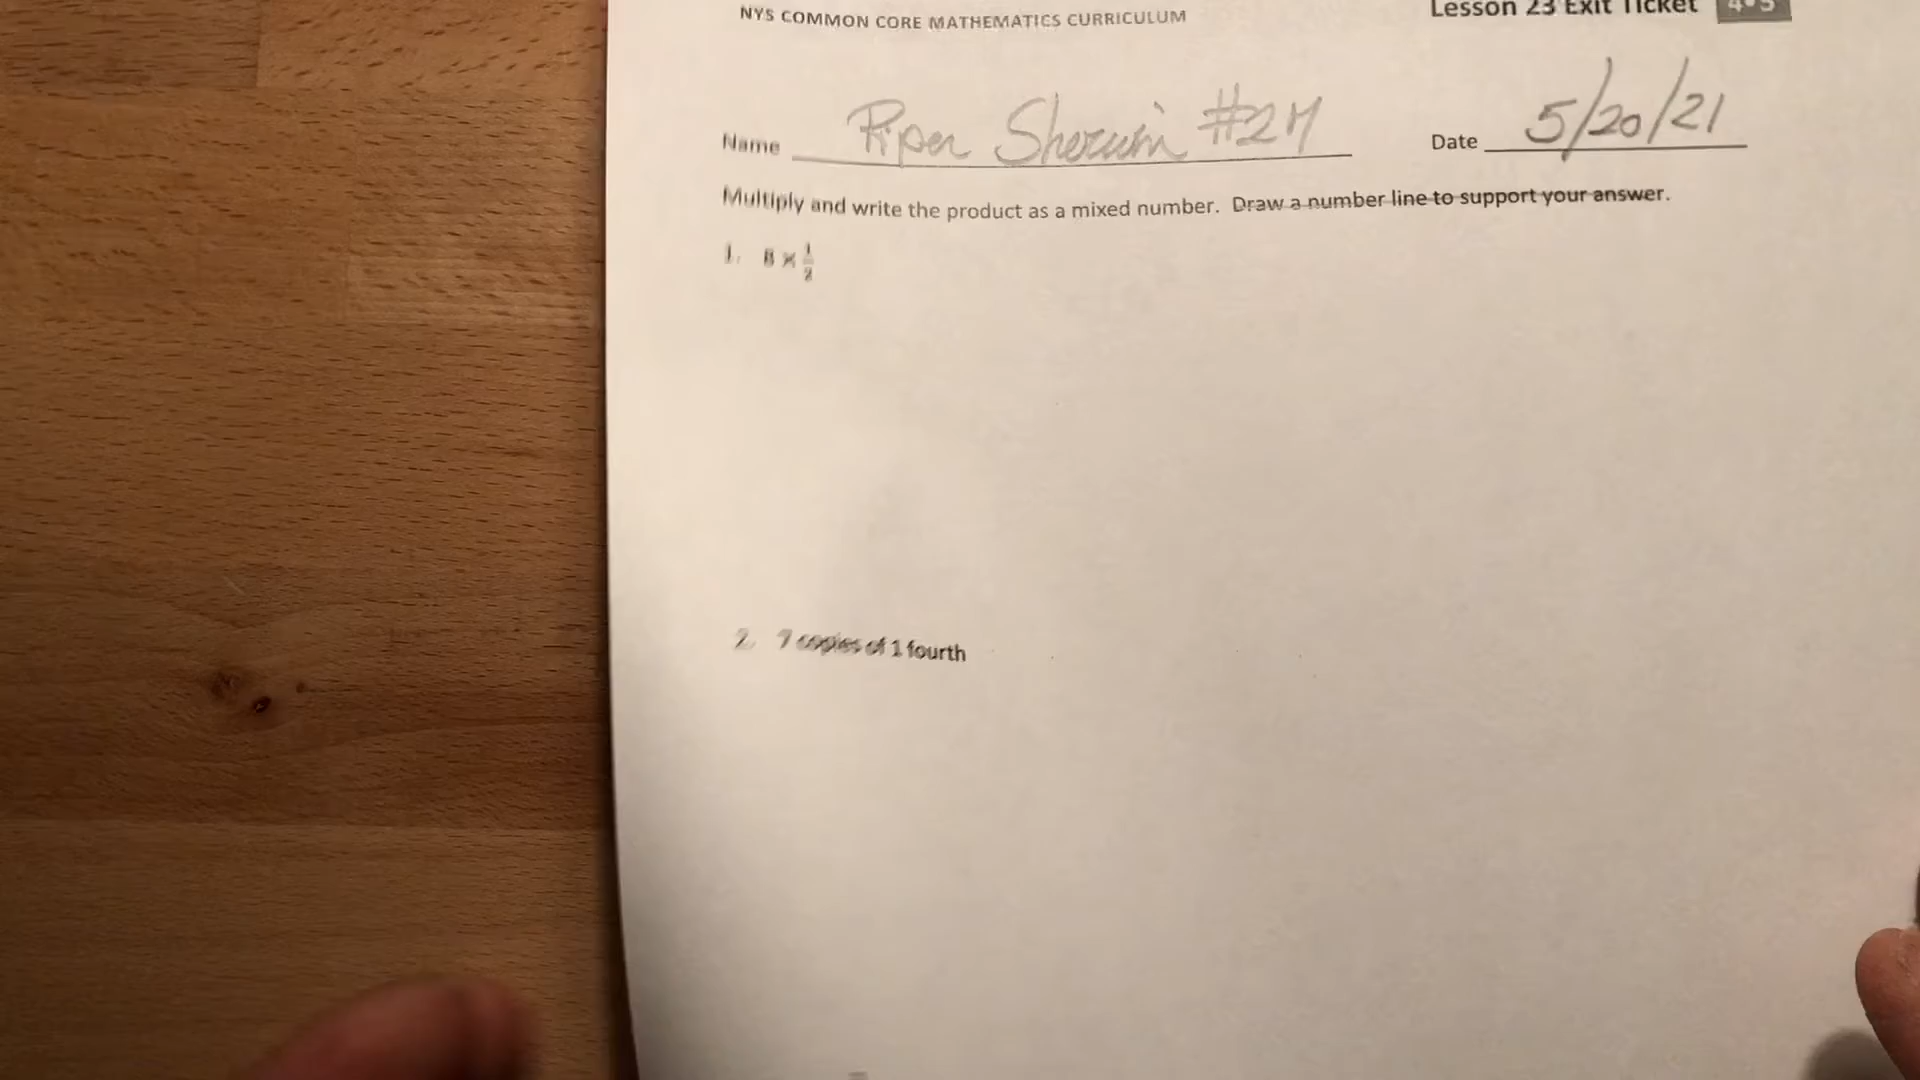 NYS COMMON CORE MATHEMATICS CURRICULUM
Lesson 23 Exit Ticket 4•5
Name Piper Sherwin #24
Date 5/20/21
Multiply and write the product as a mixed number. Draw a number line to support your answer.
1. 8 × 1/2
2. 7 copies of 1 fourth